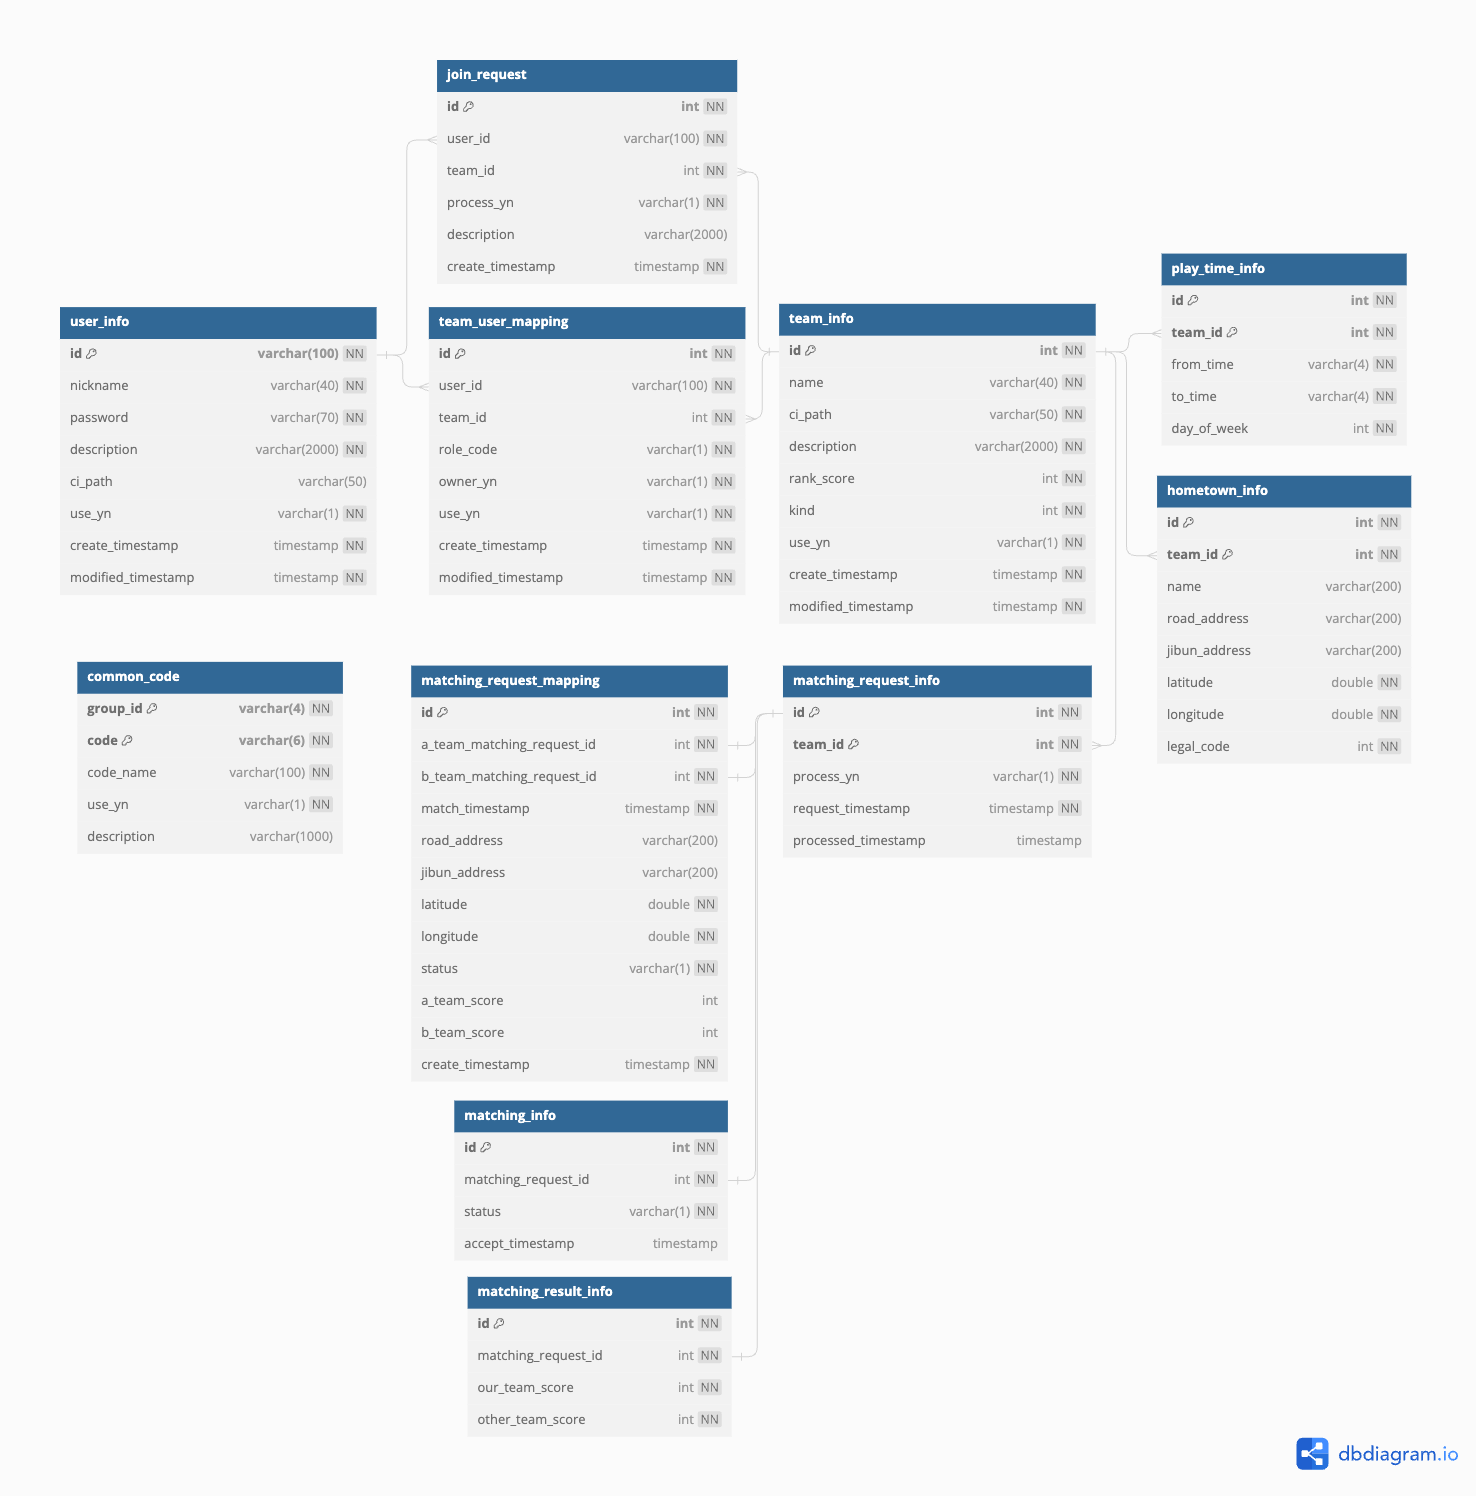 join_request
id int NN
user_id varchar(100) NN
team_id int NN
process_yn varchar(1) NN
description varchar(2000)
create_timestamp timestamp NN
user_info
id varchar(100) NN
nickname varchar(40) NN
password varchar(70) NN
description varchar(2000) NN
ci_path varchar(50)
use_yn varchar(1) NN
create_timestamp timestamp NN
modified_timestamp timestamp NN
team_user_mapping
id int NN
user_id varchar(100) NN
team_id int NN
role_code varchar(1) NN
owner_yn varchar(1) NN
use_yn varchar(1) NN
create_timestamp timestamp NN
modified_timestamp timestamp NN
team_info
id int NN
name varchar(40) NN
ci_path varchar(50) NN
description varchar(2000) NN
rank_score int NN
kind int NN
use_yn varchar(1) NN
create_timestamp timestamp NN
modified_timestamp timestamp NN
play_time_info
id int NN
team_id int NN
from_time varchar(4) NN
to_time varchar(4) NN
day_of_week int NN
hometown_info
id int NN
team_id int NN
name varchar(200)
road_address varchar(200)
jibun_address varchar(200)
latitude double NN
longitude double NN
legal_code int NN
common_code
group_id varchar(4) NN
code varchar(6) NN
code_name varchar(100) NN
use_yn varchar(1) NN
description varchar(1000)
matching_request_mapping
id int NN
a_team_matching_request_id int NN
b_team_matching_request_id int NN
match_timestamp timestamp NN
road_address varchar(200)
jibun_address varchar(200)
latitude double NN
longitude double NN
status varchar(1) NN
a_team_score int
b_team_score int
create_timestamp timestamp NN
matching_request_info
id int NN
team_id int NN
process_yn varchar(1) NN
request_timestamp timestamp NN
processed_timestamp timestamp
matching_info
id int NN
matching_request_id int NN
status varchar(1) NN
accept_timestamp timestamp
matching_result_info
id int NN
matching_request_id int NN
our_team_score int NN
other_team_score int NN
dbdiagram.io